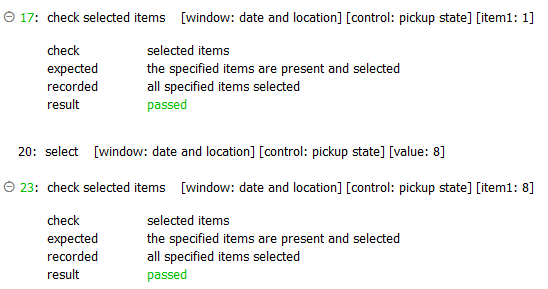 17: check selected items [window: date and location] [control: pickup state] [item1: 1]
check selected items
expected the specified items are present and selected
recorded all specified items selected
result passed
20: select [window: date and location] [control: pickup state] [value: 8]
23: check selected items [window: date and location] [control: pickup state] [item1: 8]
check selected items
expected the specified items are present and selected
recorded all specified items selected
result passed